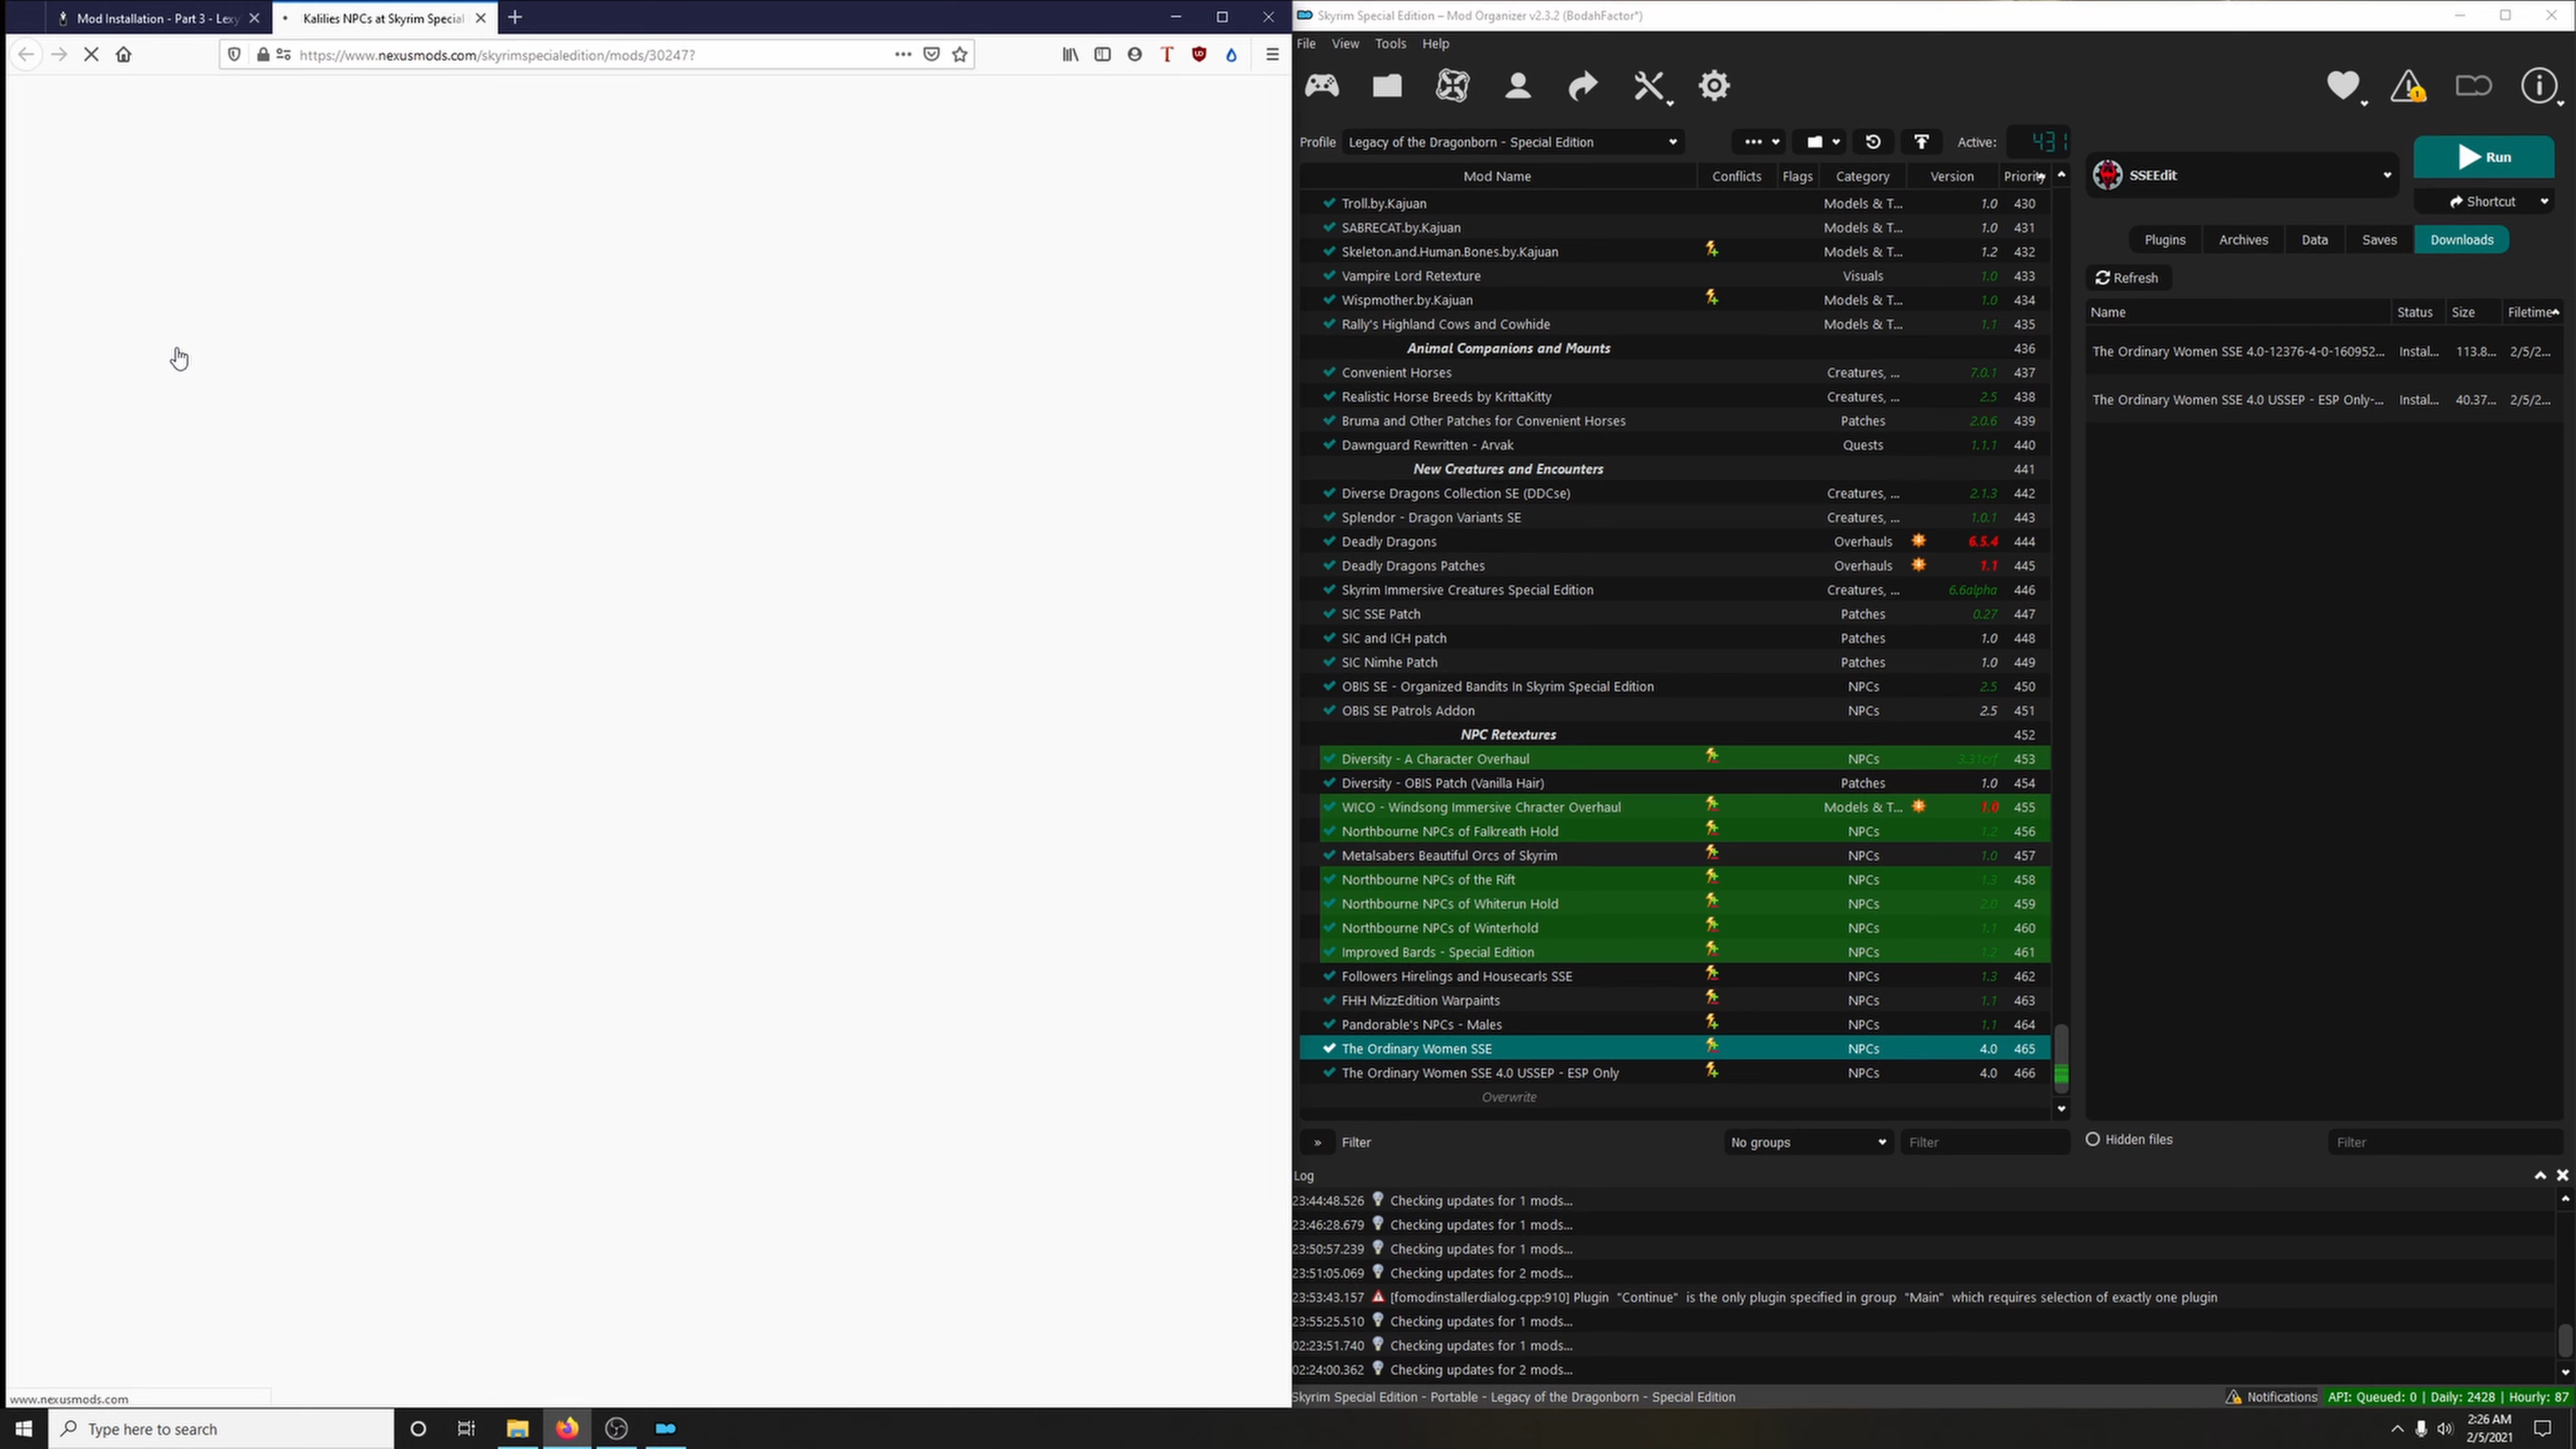 Mod Installation - Part 3 - Lexy
Kalilies NPCs at Skyrim Special
https://www.nexusmods.com/skyrimspecialedition/mods/30247?
www.nexusmods.com
Skyrim Special Edition – Mod Organizer v2.3.2 (BodahFactor*)
File View Tools Help
Profile Legacy of the Dragonborn - Special Edition Active: 431
Mod Name Conflicts Flags Category Version Priority
Troll.by.Kajuan Models & T... 1.0 430
SABRECAT.by.Kajuan Models & T... 1.0 431
Skeleton.and.Human.Bones.by.Kajuan Models & T... 1.2 432
Vampire Lord Retexture Visuals 1.0 433
Wispmother.by.Kajuan Models & T... 1.0 434
Rally's Highland Cows and Cowhide Models & T... 1.1 435
Animal Companions and Mounts 436
Convenient Horses Creatures, ... 7.0.1 437
Realistic Horse Breeds by KrittaKitty Creatures, ... 2.5 438
Bruma and Other Patches for Convenient Horses Patches 2.0.6 439
Dawnguard Rewritten - Arvak Quests 1.1.1 440
New Creatures and Encounters 441
Diverse Dragons Collection SE (DDCse) Creatures, ... 2.1.3 442
Splendor - Dragon Variants SE Creatures, ... 1.0.1 443
Deadly Dragons Overhauls 6.5.4 444
Deadly Dragons Patches Overhauls 1.1 445
Skyrim Immersive Creatures Special Edition Creatures, ... 6.6alpha 446
SIC SSE Patch Patches 0.27 447
SIC and ICH patch Patches 1.0 448
SIC Nimhe Patch Patches 1.0 449
OBIS SE - Organized Bandits In Skyrim Special Edition NPCs 2.5 450
OBIS SE Patrols Addon NPCs 2.5 451
NPC Retextures 452
Diversity - A Character Overhaul NPCs 3.31crf 453
Diversity - OBIS Patch (Vanilla Hair) Patches 1.0 454
WICO - Windsong Immersive Chracter Overhaul Models & T... 1.0 455
Northbourne NPCs of Falkreath Hold NPCs 1.2 456
Metalsabers Beautiful Orcs of Skyrim NPCs 1.0 457
Northbourne NPCs of the Rift NPCs 1.3 458
Northbourne NPCs of Whiterun Hold NPCs 2.0 459
Northbourne NPCs of Winterhold NPCs 1.1 460
Improved Bards - Special Edition NPCs 1.2 461
Followers Hirelings and Housecarls SSE NPCs 1.3 462
FHH MizzEdition Warpaints NPCs 1.1 463
Pandorable's NPCs - Males NPCs 1.1 464
The Ordinary Women SSE NPCs 4.0 465
The Ordinary Women SSE 4.0 USSEP - ESP Only NPCs 4.0 466
Overwrite
» Filter No groups Filter
SSEEdit
Run
Shortcut
Plugins Archives Data Saves Downloads
Refresh
Name Status Size Filetime
The Ordinary Women SSE 4.0-12376-4-0-160952... Instal... 113.8... 2/5/2...
The Ordinary Women SSE 4.0 USSEP - ESP Only-... Instal... 40.37... 2/5/2...
Hidden files Filter
Log
23:44:48.526 Checking updates for 1 mods...
23:46:28.679 Checking updates for 1 mods...
23:50:57.239 Checking updates for 1 mods...
23:51:05.069 Checking updates for 2 mods...
23:53:43.157 [fomodinstallerdialog.cpp:910] Plugin "Continue" is the only plugin specified in group "Main" which requires selection of exactly one plugin
23:55:25.510 Checking updates for 1 mods...
02:23:51.740 Checking updates for 1 mods...
02:24:00.362 Checking updates for 2 mods...
Skyrim Special Edition - Portable - Legacy of the Dragonborn - Special Edition Notifications API: Queued: 0 | Daily: 2428 | Hourly: 87
Type here to search
2:26 AM
2/5/2021